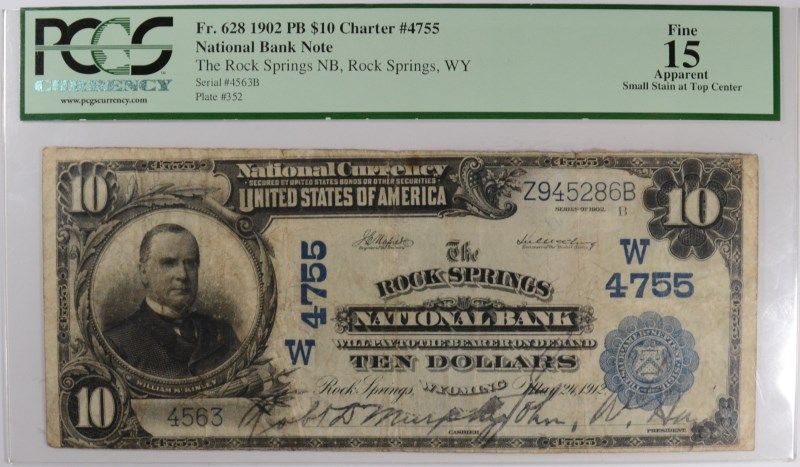 PCGS
CURRENCY
www.pcgscurrency.com
Fr. 628 1902 PB $10 Charter #4755
National Bank Note
The Rock Springs NB, Rock Springs, WY
Serial #4563B
Plate #352
Fine
15
Apparent
Small Stain at Top Center
10
National Currency
SECURED BY UNITED STATES BONDS OR OTHER SECURITIES
UNITED STATES OF AMERICA
Z945286B
SERIES OF 1902.
B
10
W 4755
The
W
4755
ROCK SPRINGS
NATIONAL BANK
WILL PAY TO THE BEARER ON DEMAND
TEN DOLLARS
WILLIAM McKINLEY
Rock Springs, WYOMING
10
4563
CASHIER
PRESIDENT